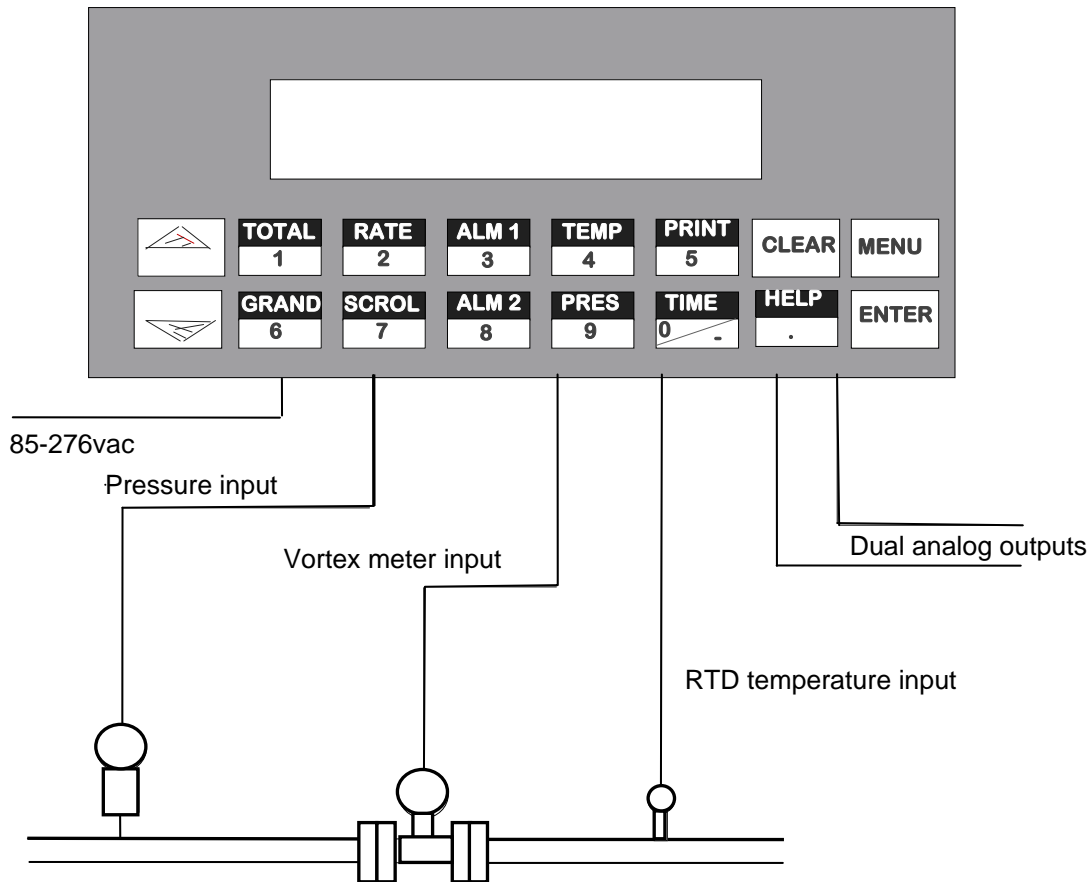 TOTAL RATE ALM 1 TEMP PRINT CLEAR MENU
1 2 3 4 5
GRAND SCROL ALM 2 PRES TIME HELP ENTER
6 7 8 9 0 - .
85-276vac
Pressure input
Vortex meter input
Dual analog outputs
RTD temperature input